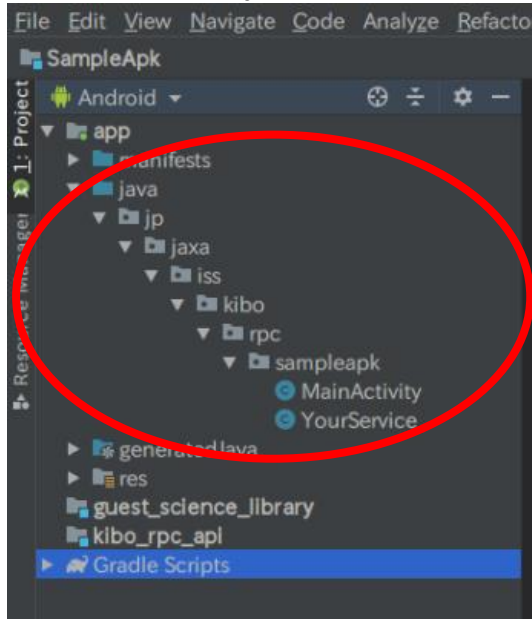 File Edit View Navigate Code Analyze Refacto
SampleApk
1: Project
Android
app
manifests
java
jp
jaxa
iss
kibo
rpc
sampleapk
MainActivity
YourService
generatedJava
res
guest_science_library
kibo_rpc_api
Gradle Scripts
Resource Manager